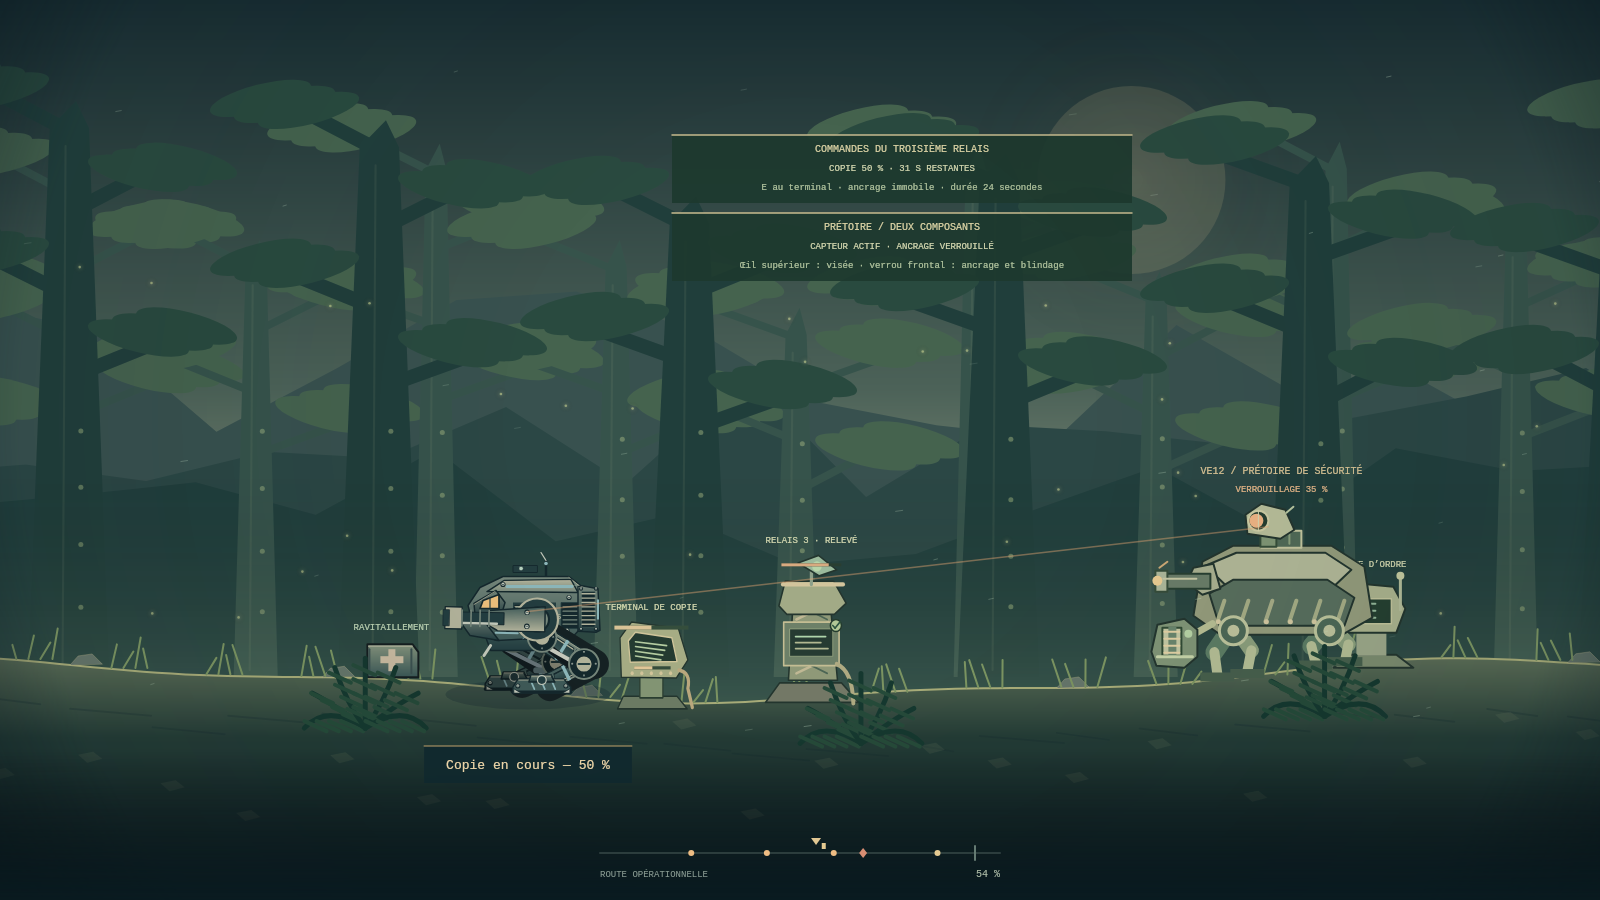 COMMANDES DU TROISIÈME RELAIS
COPIE 50 % · 31 S RESTANTES
E au terminal · ancrage immobile · durée 24 secondes
PRÉTOIRE / DEUX COMPOSANTS
CAPTEUR ACTIF · ANCRAGE VERROUILLÉ
Œil supérieur : visée · verrou frontal : ancrage et blindage
VE12 / PRÉTOIRE DE SÉCURITÉ
VERROUILLAGE 35 %
RELAIS 3 · RELEVÉ
E D'ORDRE
TERMINAL DE COPIE
RAVITAILLEMENT
Copie en cours — 50 %
ROUTE OPÉRATIONNELLE
54 %